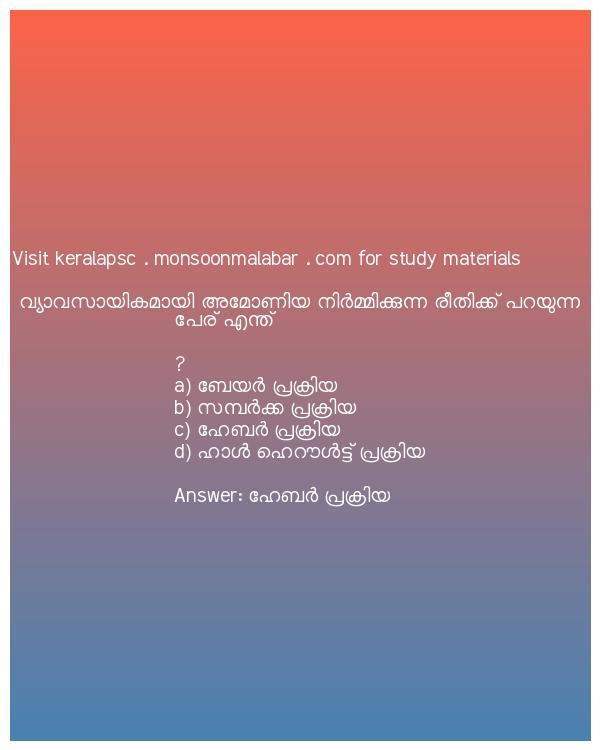 Visit keralapsc . monsoonmalabar . com for study materials
വ്യാവസായികമായി അമോണിയ നിർമ്മിക്കുന്ന രീതിക്ക് പറയുന്ന
പേര് എന്ത്
?
a) ബേയർ പ്രക്രിയ
b) സമ്പർക്ക പ്രക്രിയ
c) ഹേബർ പ്രക്രിയ
d) ഹാൾ ഹെറൗൾട്ട് പ്രക്രിയ
Answer: ഹേബർ പ്രക്രിയ